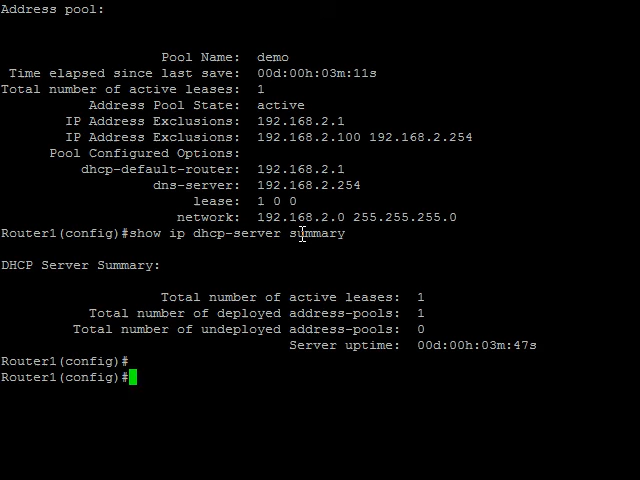 Address pool:
Pool Name: demo
Time elapsed since last save: 00d:00h:03m:11s
Total number of active leases: 1
Address Pool State: active
IP Address Exclusions: 192.168.2.1
IP Address Exclusions: 192.168.2.100 192.168.2.254
Pool Configured Options:
dhcp-default-router: 192.168.2.1
dns-server: 192.168.2.254
lease: 1 0 0
network: 192.168.2.0 255.255.255.0
Router1(config)#show ip dhcp-server summary
DHCP Server Summary:
Total number of active leases: 1
Total number of deployed address-pools: 1
Total number of undeployed address-pools: 0
Server uptime: 00d:00h:03m:47s
Router1(config)#
Router1(config)#